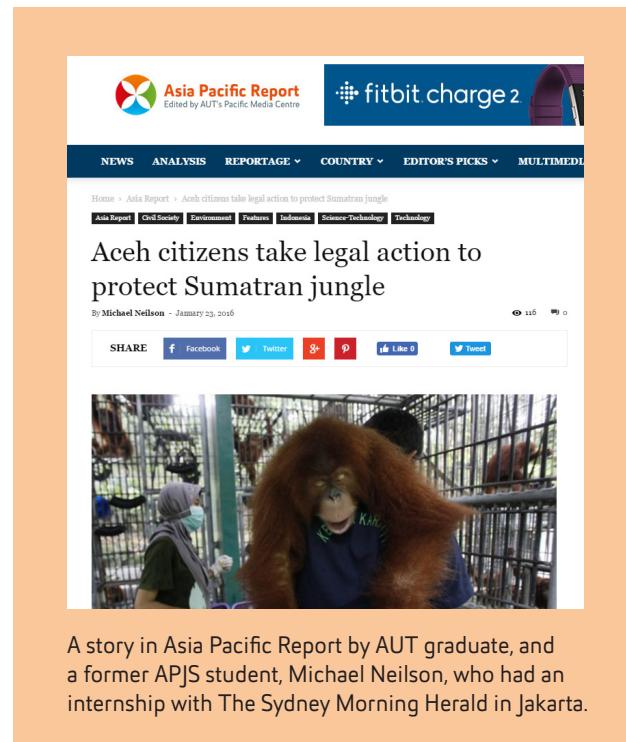 Asia Pacific Report
Edited by AUT's Pacific Media Centre
fitbit. charge 2
NEWS ANALYSIS REPORTAGE COUNTRY EDITOR'S PICKS MULTIMEDI
Home › Asia Report › Aceh citizens take legal action to protect Sumatran jungle
Asia Report Civil Society Environment Features Indonesia Science-Technology Technology
Aceh citizens take legal action to
protect Sumatran jungle
By Michael Neilson - January 23, 2016 116 0
SHARE Facebook Twitter 8+ Like 0 Tweet
A story in Asia Pacific Report by AUT graduate, and
a former APJS student, Michael Neilson, who had an
internship with The Sydney Morning Herald in Jakarta.